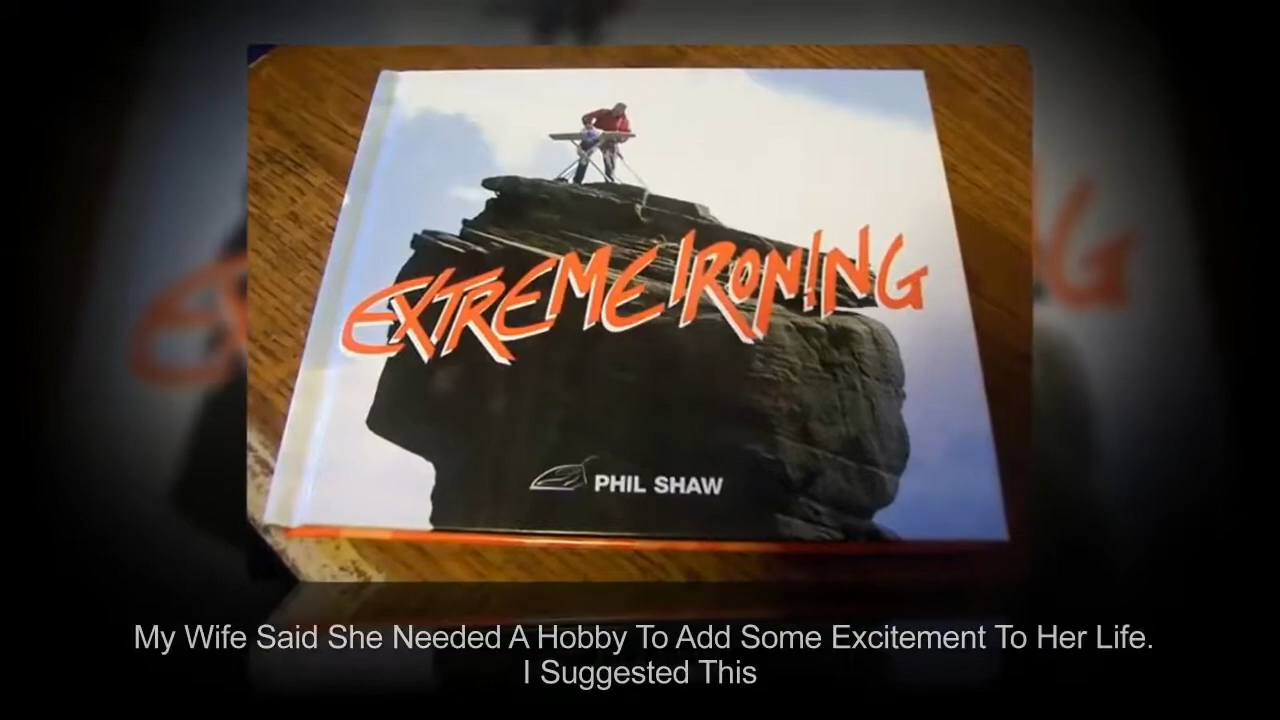 EXTREME IRONING
PHIL SHAW
My Wife Said She Needed A Hobby To Add Some Excitement To Her Life.
I Suggested This